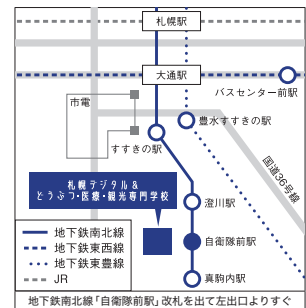 札幌駅
大通駅
バスセンター前駅
市電
豊水すすきの駅
すすきの駅
国道36号線
札幌デジタル&
どうぶつ・医療・観光専門学校
澄川駅
自衛隊前駅
真駒内駅
地下鉄南北線
地下鉄東西線
地下鉄東豊線
JR
地下鉄南北線「自衛隊前駅」改札を出て左出口よりすぐ